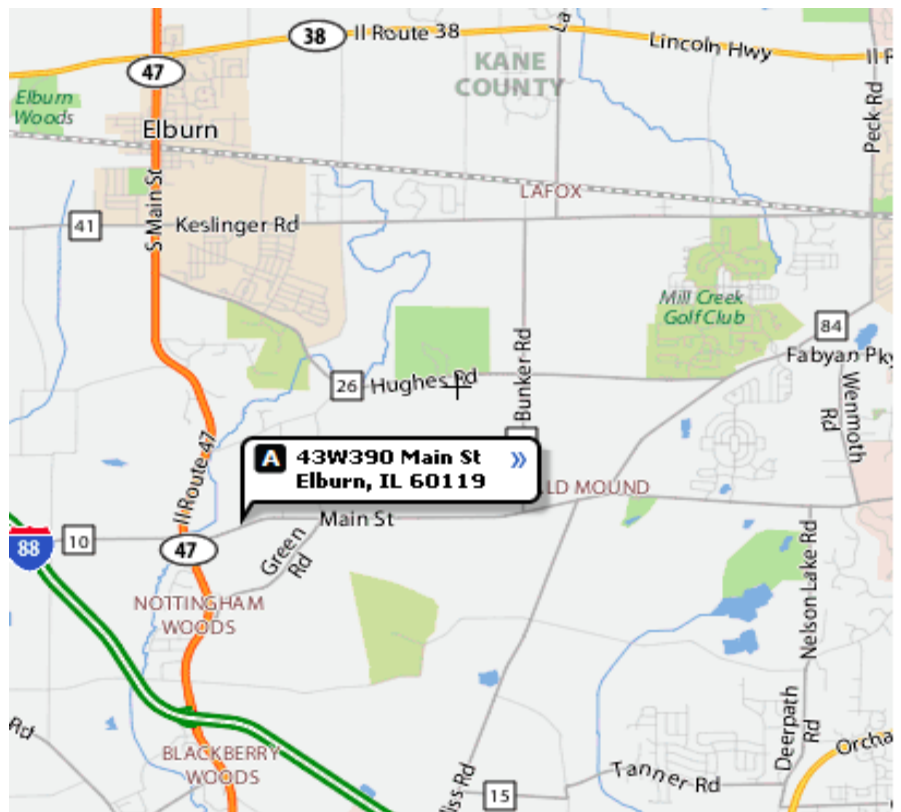 38
Il Route 38
La
Lincoln Hwy
Il R
47
KANE
COUNTY
Elburn
Woods
Elburn
Peck Rd
LAFOX
41
S Main St
Keslinger Rd
Mill Creek
Golf Club
84
Fabyan Pky
26
Hughes Rd
Bunker Rd
Wenmoth
Rd
Il Route 47
A 43W390 Main St »
Elburn, IL 60119
LD MOUND
Main St
88
10
47
Green
Rd
Nelson Lake Rd
NOTTINGHAM
WOODS
Deerpath
Rd
Rd
BLACKBERRY
WOODS
Orcha
Tanner Rd
iss Rd
15